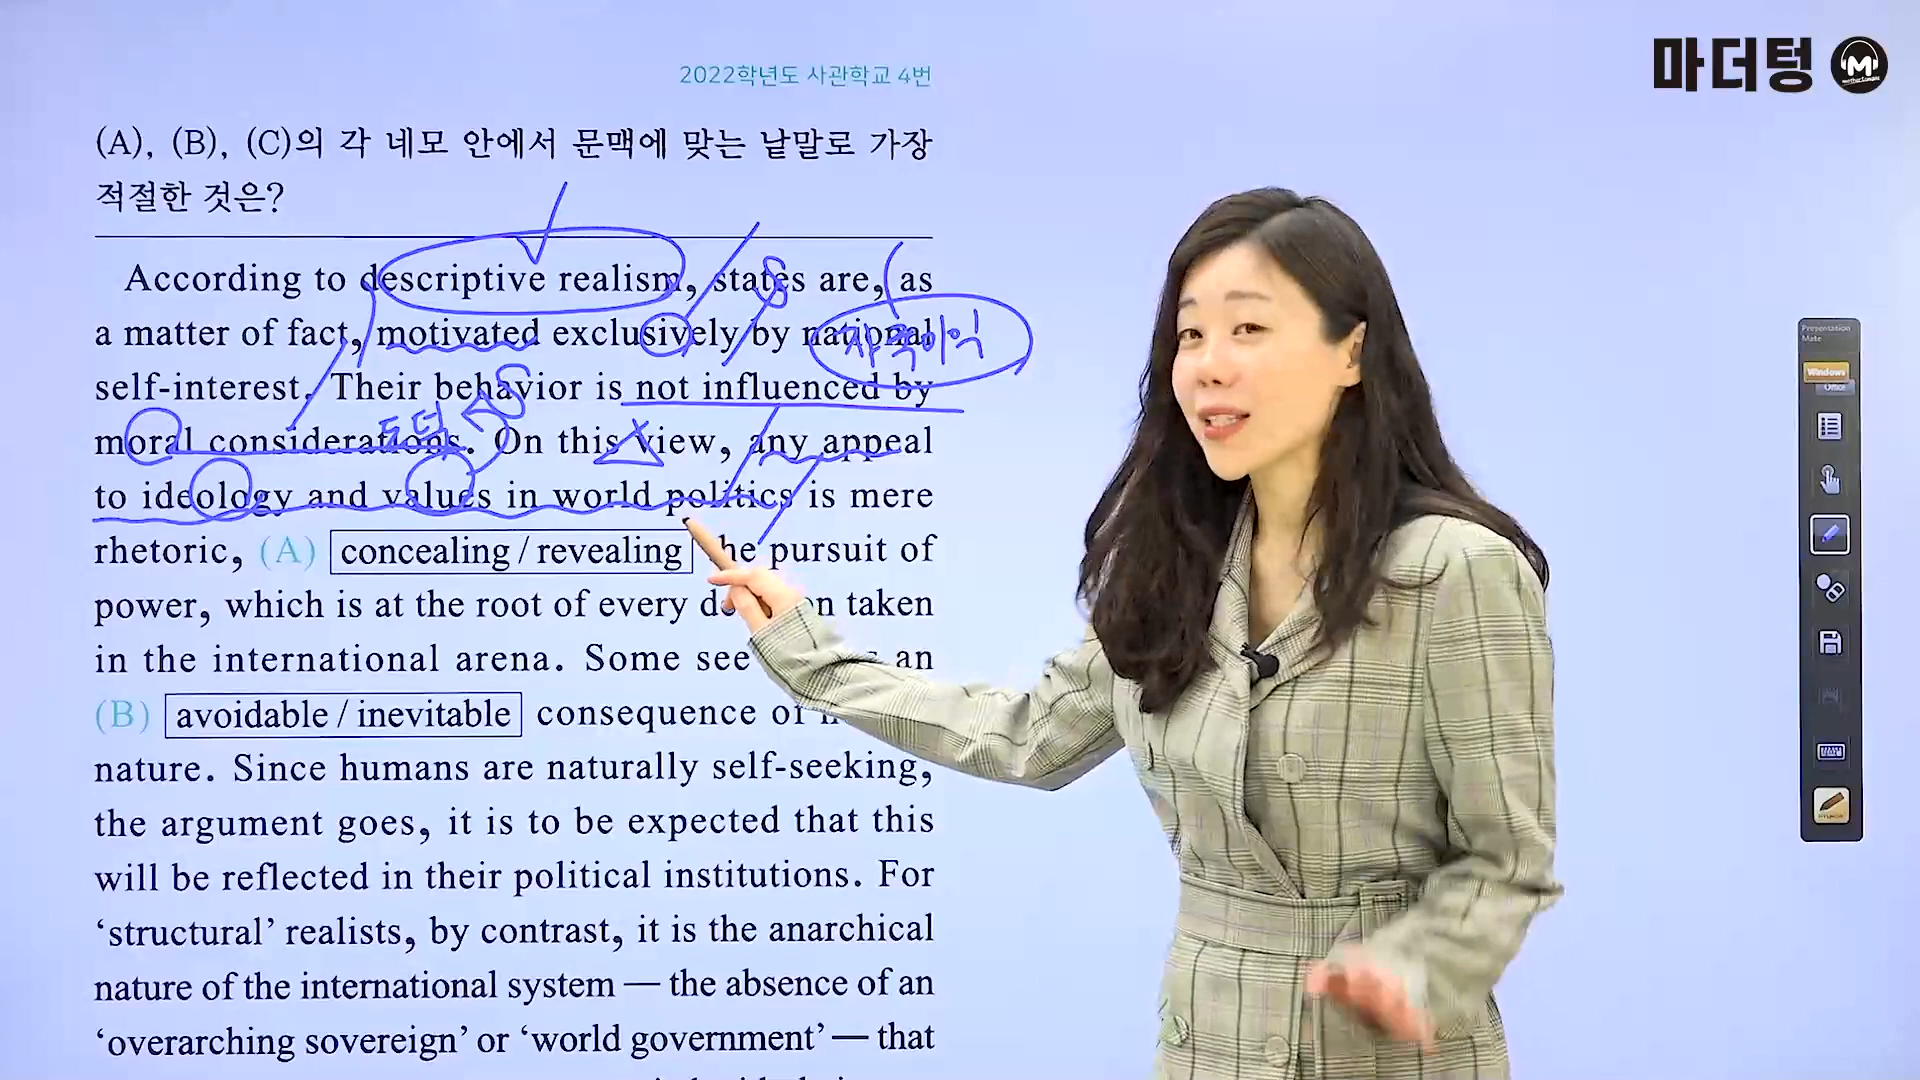 마더텅
M
2022학년도 사관학교 4번
(A), (B), (C)의 각 네모 안에서 문맥에 맞는 낱말로 가장
적절한 것은?
According to descriptive realism, states are, as
a matter of fact, motivated exclusively by national
자국이익
self-interest. Their behavior is not influenced by
도덕
moral considerations. On this view, any appeal
to ideology and values in world politics is mere
rhetoric, (A) concealing / revealing the pursuit of
power, which is at the root of every taken
in the international arena. Some see an
(B) avoidable / inevitable consequence of
nature. Since humans are naturally self-seeking,
the argument goes, it is to be expected that this
will be reflected in their political institutions. For
‘structural’ realists, by contrast, it is the anarchical
nature of the international system — the absence of an
‘overarching sovereign’ or ‘world government’ — that
Presentation
Mate
Windows
Office